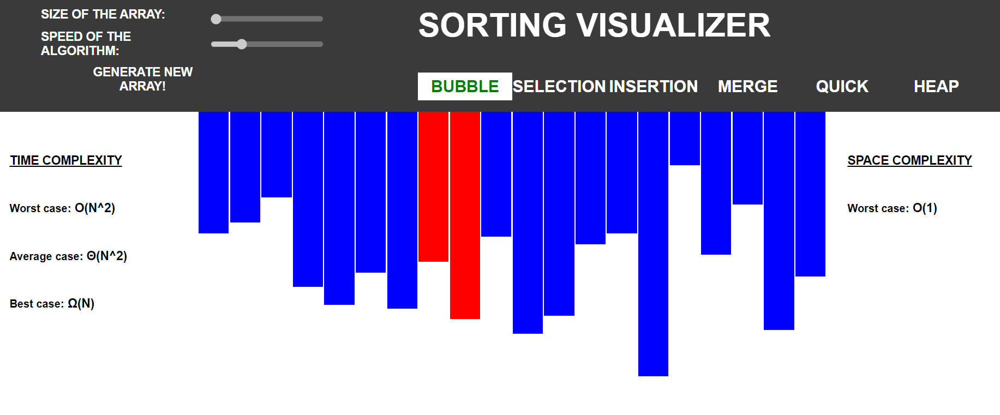 SIZE OF THE ARRAY:
SPEED OF THE
ALGORITHM:
GENERATE NEW
ARRAY!
SORTING VISUALIZER
BUBBLE SELECTION INSERTION MERGE QUICK HEAP
TIME COMPLEXITY
Worst case: O(N^2)
Average case: Θ(N^2)
Best case: Ω(N)
SPACE COMPLEXITY
Worst case: O(1)